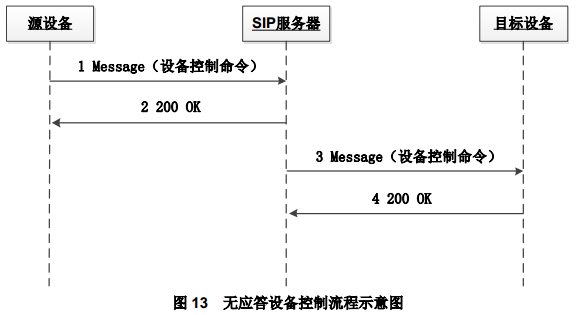 源设备
SIP服务器
目标设备
1 Message（设备控制命令）
2 200 OK
3 Message（设备控制命令）
4 200 OK
图 13 无应答设备控制流程示意图